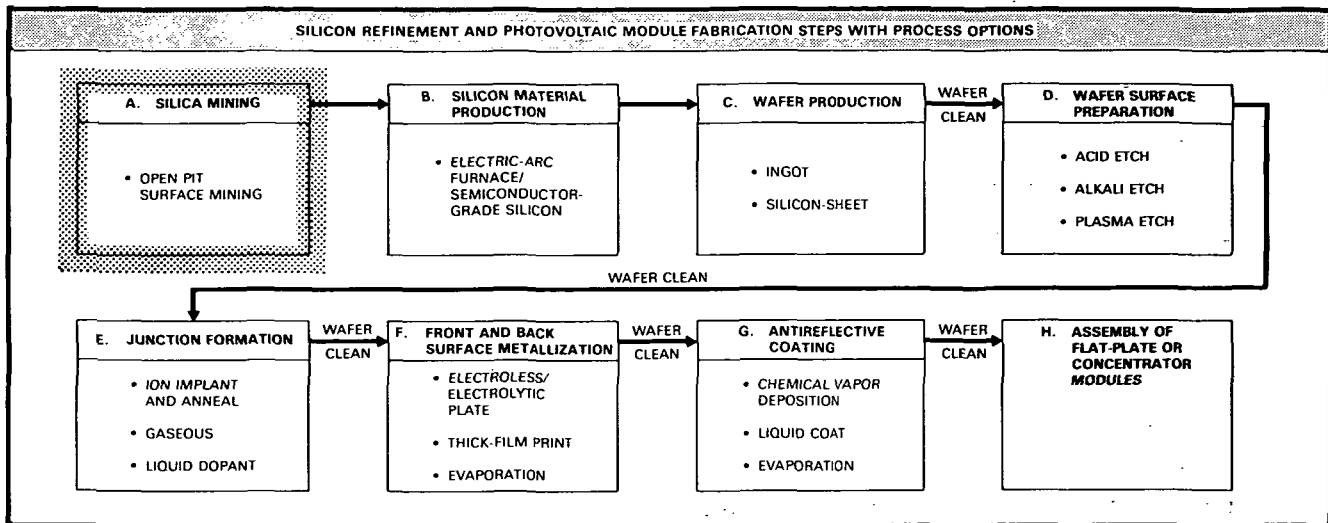 SILICON REFINEMENT AND PHOTOVOLTAIC MODULE FABRICATION STEPS WITH PROCESS OPTIONS
A. SILICA MINING
• OPEN PIT
SURFACE MINING
B. SILICON MATERIAL
PRODUCTION
• ELECTRIC-ARC
FURNACE/
SEMICONDUCTOR-
GRADE SILICON
C. WAFER PRODUCTION
• INGOT
• SILICON-SHEET
WAFER
CLEAN
D. WAFER SURFACE
PREPARATION
• ACID ETCH
• ALKALI ETCH
• PLASMA ETCH
WAFER CLEAN
E. JUNCTION FORMATION
• ION IMPLANT
AND ANNEAL
• GASEOUS
• LIQUID DOPANT
WAFER
CLEAN
F. FRONT AND BACK
SURFACE METALLIZATION
• ELECTROLESS/
ELECTROLYTIC
PLATE
• THICK-FILM PRINT
• EVAPORATION
WAFER
CLEAN
G. ANTIREFLECTIVE
COATING
• CHEMICAL VAPOR
DEPOSITION
• LIQUID COAT
• EVAPORATION
WAFER
CLEAN
H. ASSEMBLY OF
FLAT-PLATE OR
CONCENTRATOR
MODULES